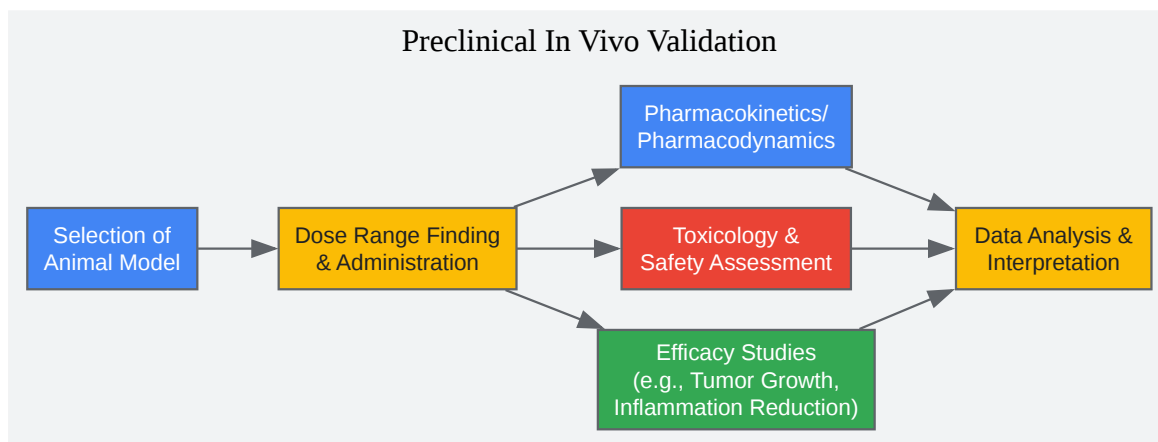 Preclinical In Vivo Validation
Pharmacokinetics/
Pharmacodynamics
Selection of
Animal Model
Dose Range Finding
& Administration
Toxicology &
Safety Assessment
Data Analysis &
Interpretation
Efficacy Studies
(e.g., Tumor Growth,
Inflammation Reduction)